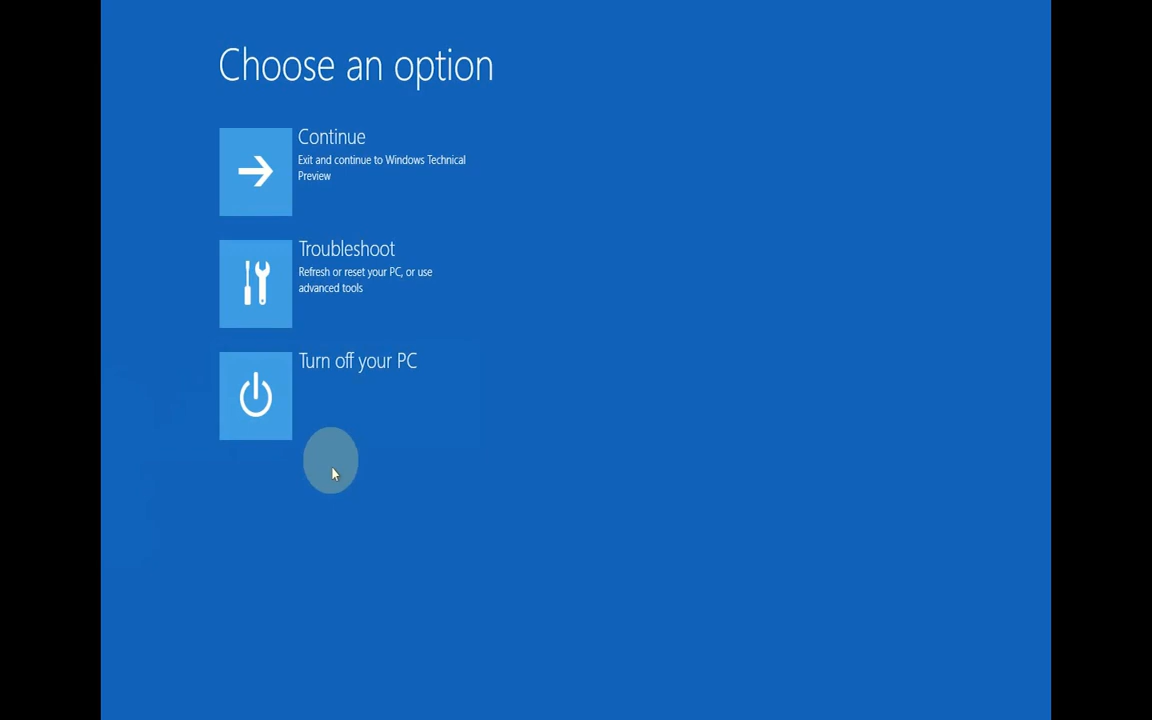 Choose an option
Continue
Exit and continue to Windows Technical
Preview
Troubleshoot
Refresh or reset your PC, or use
advanced tools
Turn off your PC